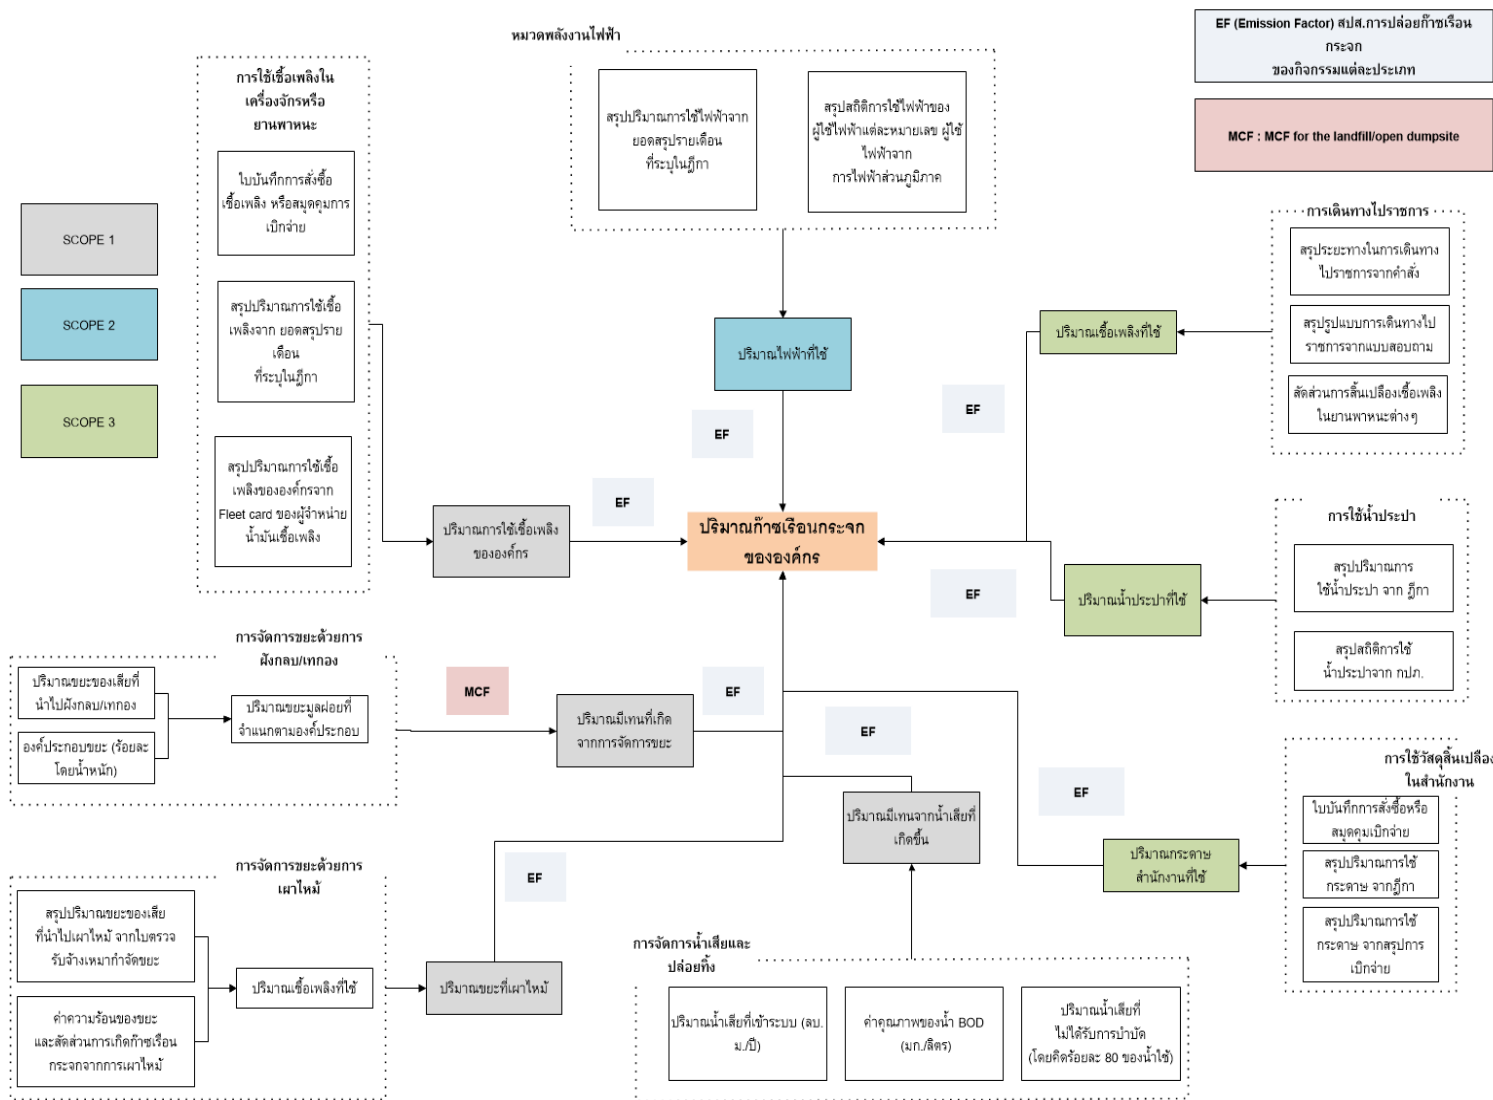 หมวดพลังงานไฟฟ้า
EF (Emission Factor) สปส.การปล่อยก๊าซเรือน
กระจก
ของกิจกรรมแต่ละประเภท
MCF : MCF for the landfill/open dumpsite
SCOPE 1
SCOPE 2
SCOPE 3
การใช้เชื้อเพลิงใน
เครื่องจักรหรือ
ยานพาหนะ
ใบบันทึกการสั่งซื้อ
เชื้อเพลิง หรือสมุดคุมการ
เบิกจ่าย
สรุปปริมาณการใช้เชื้อ
เพลิงจาก ยอดสรุปราย
เดือน
ที่ระบุในฎีกา
สรุปปริมาณการใช้เชื้อ
เพลิงขององค์กรจาก
Fleet card ของผู้จำหน่าย
น้ำมันเชื้อเพลิง
สรุปปริมาณการใช้ไฟฟ้าจาก
ยอดสรุปรายเดือน
ที่ระบุในฎีกา
สรุปสถิติการใช้ไฟฟ้าของ
ผู้ใช้ไฟฟ้าแต่ละหมายเลข ผู้ใช้
ไฟฟ้าจาก
การไฟฟ้าส่วนภูมิภาค
ปริมาณไฟฟ้าที่ใช้
EF
การเดินทางไปราชการ
สรุประยะทางในการเดินทาง
ไปราชการจากคำสั่ง
สรุปรูปแบบการเดินทางไป
ราชการจากแบบสอบถาม
สัดส่วนการสิ้นเปลืองเชื้อเพลิง
ในยานพาหนะต่างๆ
ปริมาณเชื้อเพลิงที่ใช้
EF
ปริมาณการใช้เชื้อเพลิง
ขององค์กร
EF
ปริมาณก๊าซเรือนกระจก
ขององค์กร
EF
ปริมาณน้ำประปาที่ใช้
การใช้น้ำประปา
สรุปปริมาณการ
ใช้น้ำประปา จาก ฎีกา
สรุปสถิติการใช้
น้ำประปาจาก กปภ.
การจัดการขยะด้วยการ
ฝังกลบ/เทกอง
ปริมาณขยะของเสียที่
นำไปฝังกลบ/เทกอง
องค์ประกอบขยะ (ร้อยละ
โดยน้ำหนัก)
ปริมาณขยะมูลฝอยที่
จำแนกตามองค์ประกอบ
MCF
ปริมาณมีเทนที่เกิด
จากการจัดการขยะ
EF
EF
ปริมาณมีเทนจากน้ำเสียที่
เกิดขึ้น
EF
ปริมาณกระดาษ
สำนักงานที่ใช้
การใช้วัสดุสิ้นเปลือง
ในสำนักงาน
ใบบันทึกการสั่งซื้อหรือ
สมุดคุมเบิกจ่าย
สรุปปริมาณการใช้
กระดาษ จากฎีกา
สรุปปริมาณการใช้
กระดาษ จากสรุปการ
เบิกจ่าย
การจัดการขยะด้วยการ
เผาไหม้
สรุปปริมาณขยะของเสีย
ที่นำไปเผาไหม้ จากใบตรวจ
รับจ้างเหมากำจัดขยะ
ค่าความร้อนของขยะ
และสัดส่วนการเกิดก๊าซเรือน
กระจกจากการเผาไหม้
ปริมาณเชื้อเพลิงที่ใช้
ปริมาณขยะที่เผาไหม้
EF
การจัดการน้ำเสียและ
ปล่อยทิ้ง
ปริมาณน้ำเสียที่เข้าระบบ (ลบ.
ม./ปี)
ค่าคุณภาพของน้ำ BOD
(มก./ลิตร)
ปริมาณน้ำเสียที่
ไม่ได้รับการบำบัด
(โดยคิดร้อยละ 80 ของน้ำใช้)